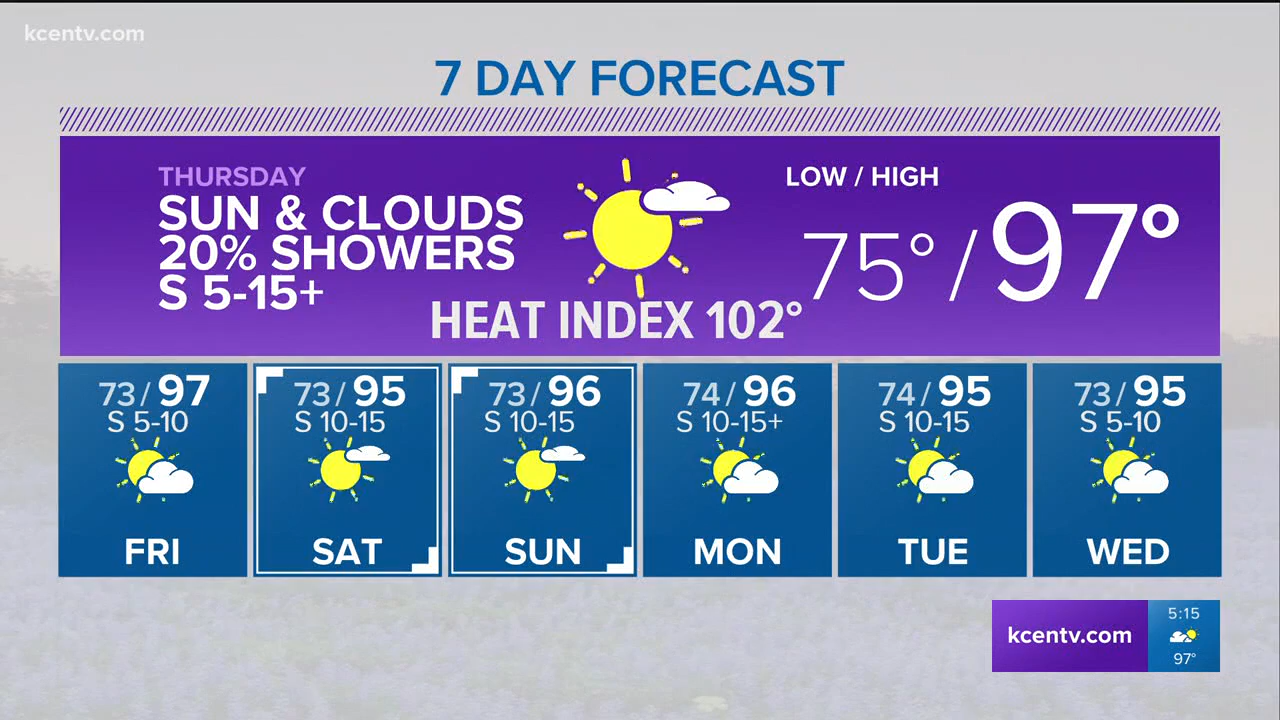 kcentv.com
7 DAY FORECAST
THURSDAY
SUN & CLOUDS
20% SHOWERS
S 5-15+
HEAT INDEX 102°
LOW / HIGH
75° / 97°
73 / 97
S 5-10
FRI
73 / 95
S 10-15
SAT
73 / 96
S 10-15
SUN
74 / 96
S 10-15+
MON
74 / 95
S 10-15
TUE
73 / 95
S 5-10
WED
kcentv.com
5:15
97°